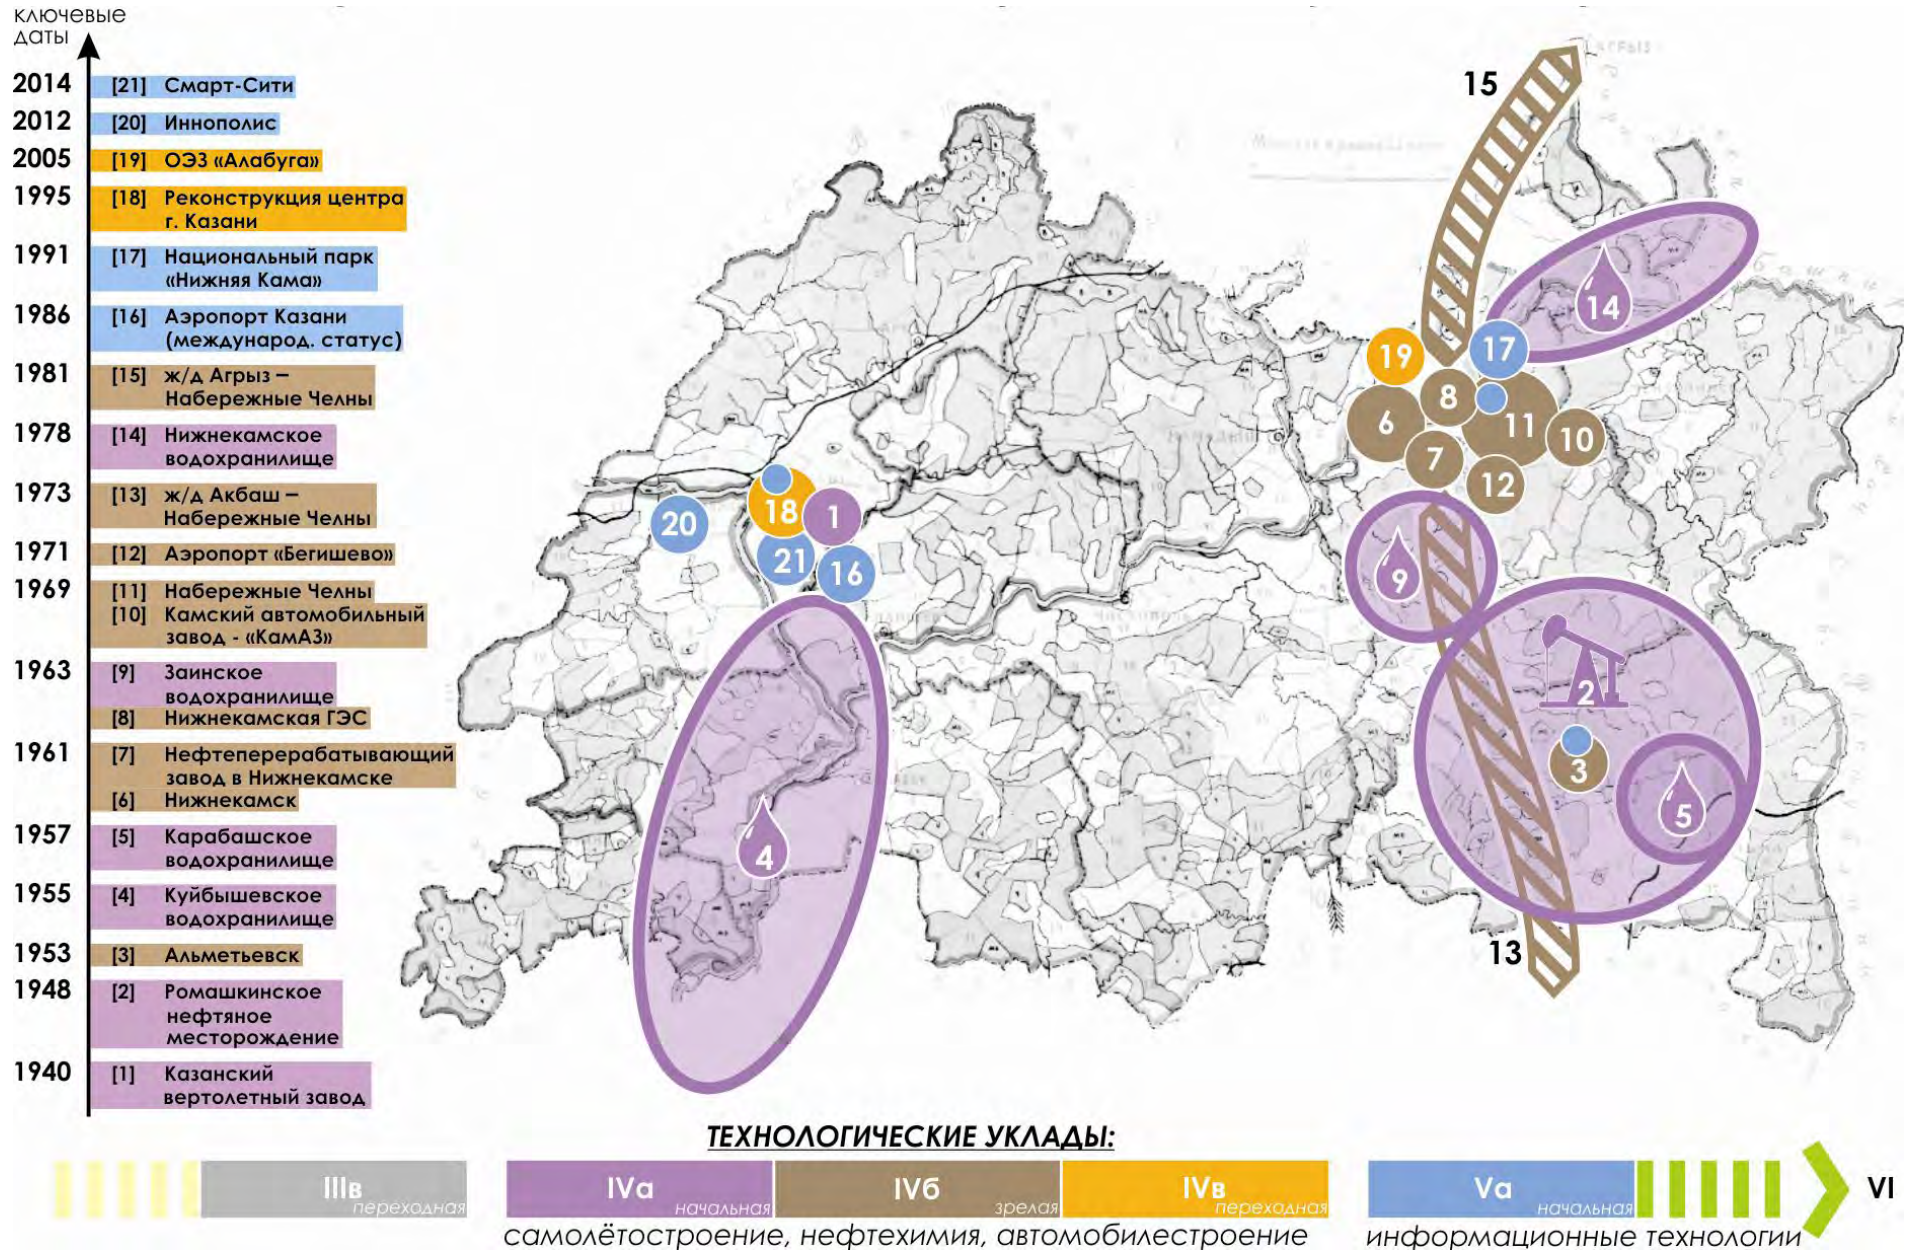 ключевые
даты
2014 [21] Смарт-Сити
2012 [20] Иннополис
2005 [19] ОЭЗ «Алабуга»
1995 [18] Реконструкция центра
г. Казани
1991 [17] Национальный парк
«Нижняя Кама»
1986 [16] Аэропорт Казани
(международ. статус)
1981 [15] ж/д Агрыз –
Набережные Челны
1978 [14] Нижнекамское
водохранилище
1973 [13] ж/д Акбаш –
Набережные Челны
1971 [12] Аэропорт «Бегишево»
1969 [11] Набережные Челны
[10] Камский автомобильный
завод - «КамАЗ»
1963 [9] Заинское
водохранилище
[8] Нижнекамская ГЭС
1961 [7] Нефтеперерабатывающий
завод в Нижнекамске
[6] Нижнекамск
1957 [5] Карабашское
водохранилище
1955 [4] Куйбышевское
водохранилище
1953 [3] Альметьевск
1948 [2] Ромашкинское
нефтяное
месторождение
1940 [1] Казанский
вертолетный завод
15
14
19
17
8
6
11
10
7
12
18
1
20
21
16
9
2
3
5
4
13
ТЕХНОЛОГИЧЕСКИЕ УКЛАДЫ:
IIIв
переходная
IVа
начальная
IVб
зрелая
IVв
переходная
Vа
начальная
VI
самолётостроение, нефтехимия, автомобилестроение
информационные технологии